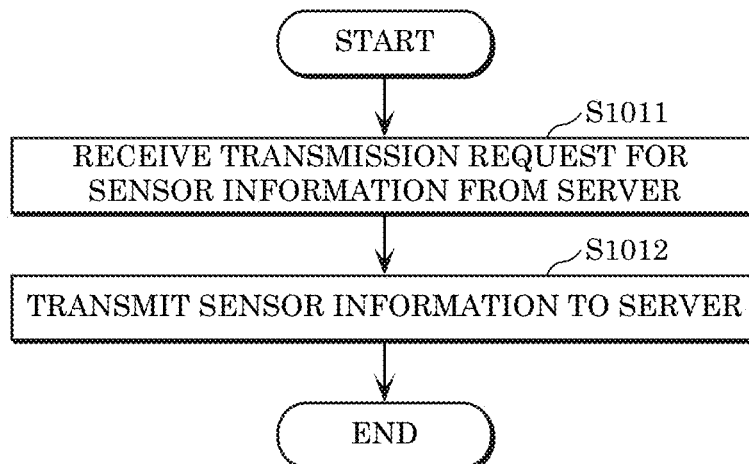 START
S1011
RECEIVE TRANSMISSION REQUEST FOR
SENSOR INFORMATION FROM SERVER
S1012
TRANSMIT SENSOR INFORMATION TO SERVER
END